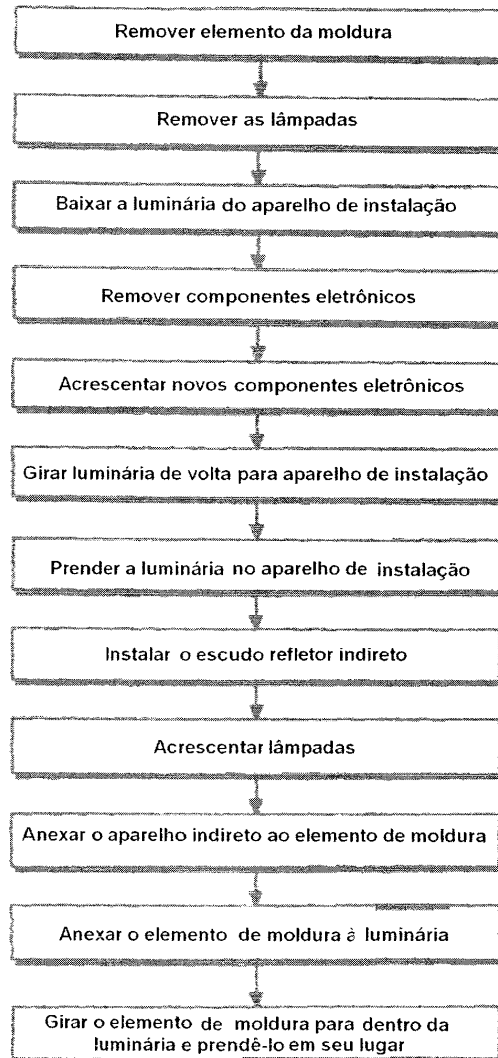 Remover elemento da moldura
Remover as lâmpadas
Baixar a luminária do aparelho de instalação
Remover componentes eletrônicos
Acrescentar novos componentes eletrônicos
Girar luminária de volta para aparelho de instalação
Prender a luminária no aparelho de instalação
Instalar o escudo refletor indireto
Acrescentar lâmpadas
Anexar o aparelho indireto ao elemento de moldura
Anexar o elemento de moldura à luminária
Girar o elemento de moldura para dentro da
luminária e prendê-lo em seu lugar